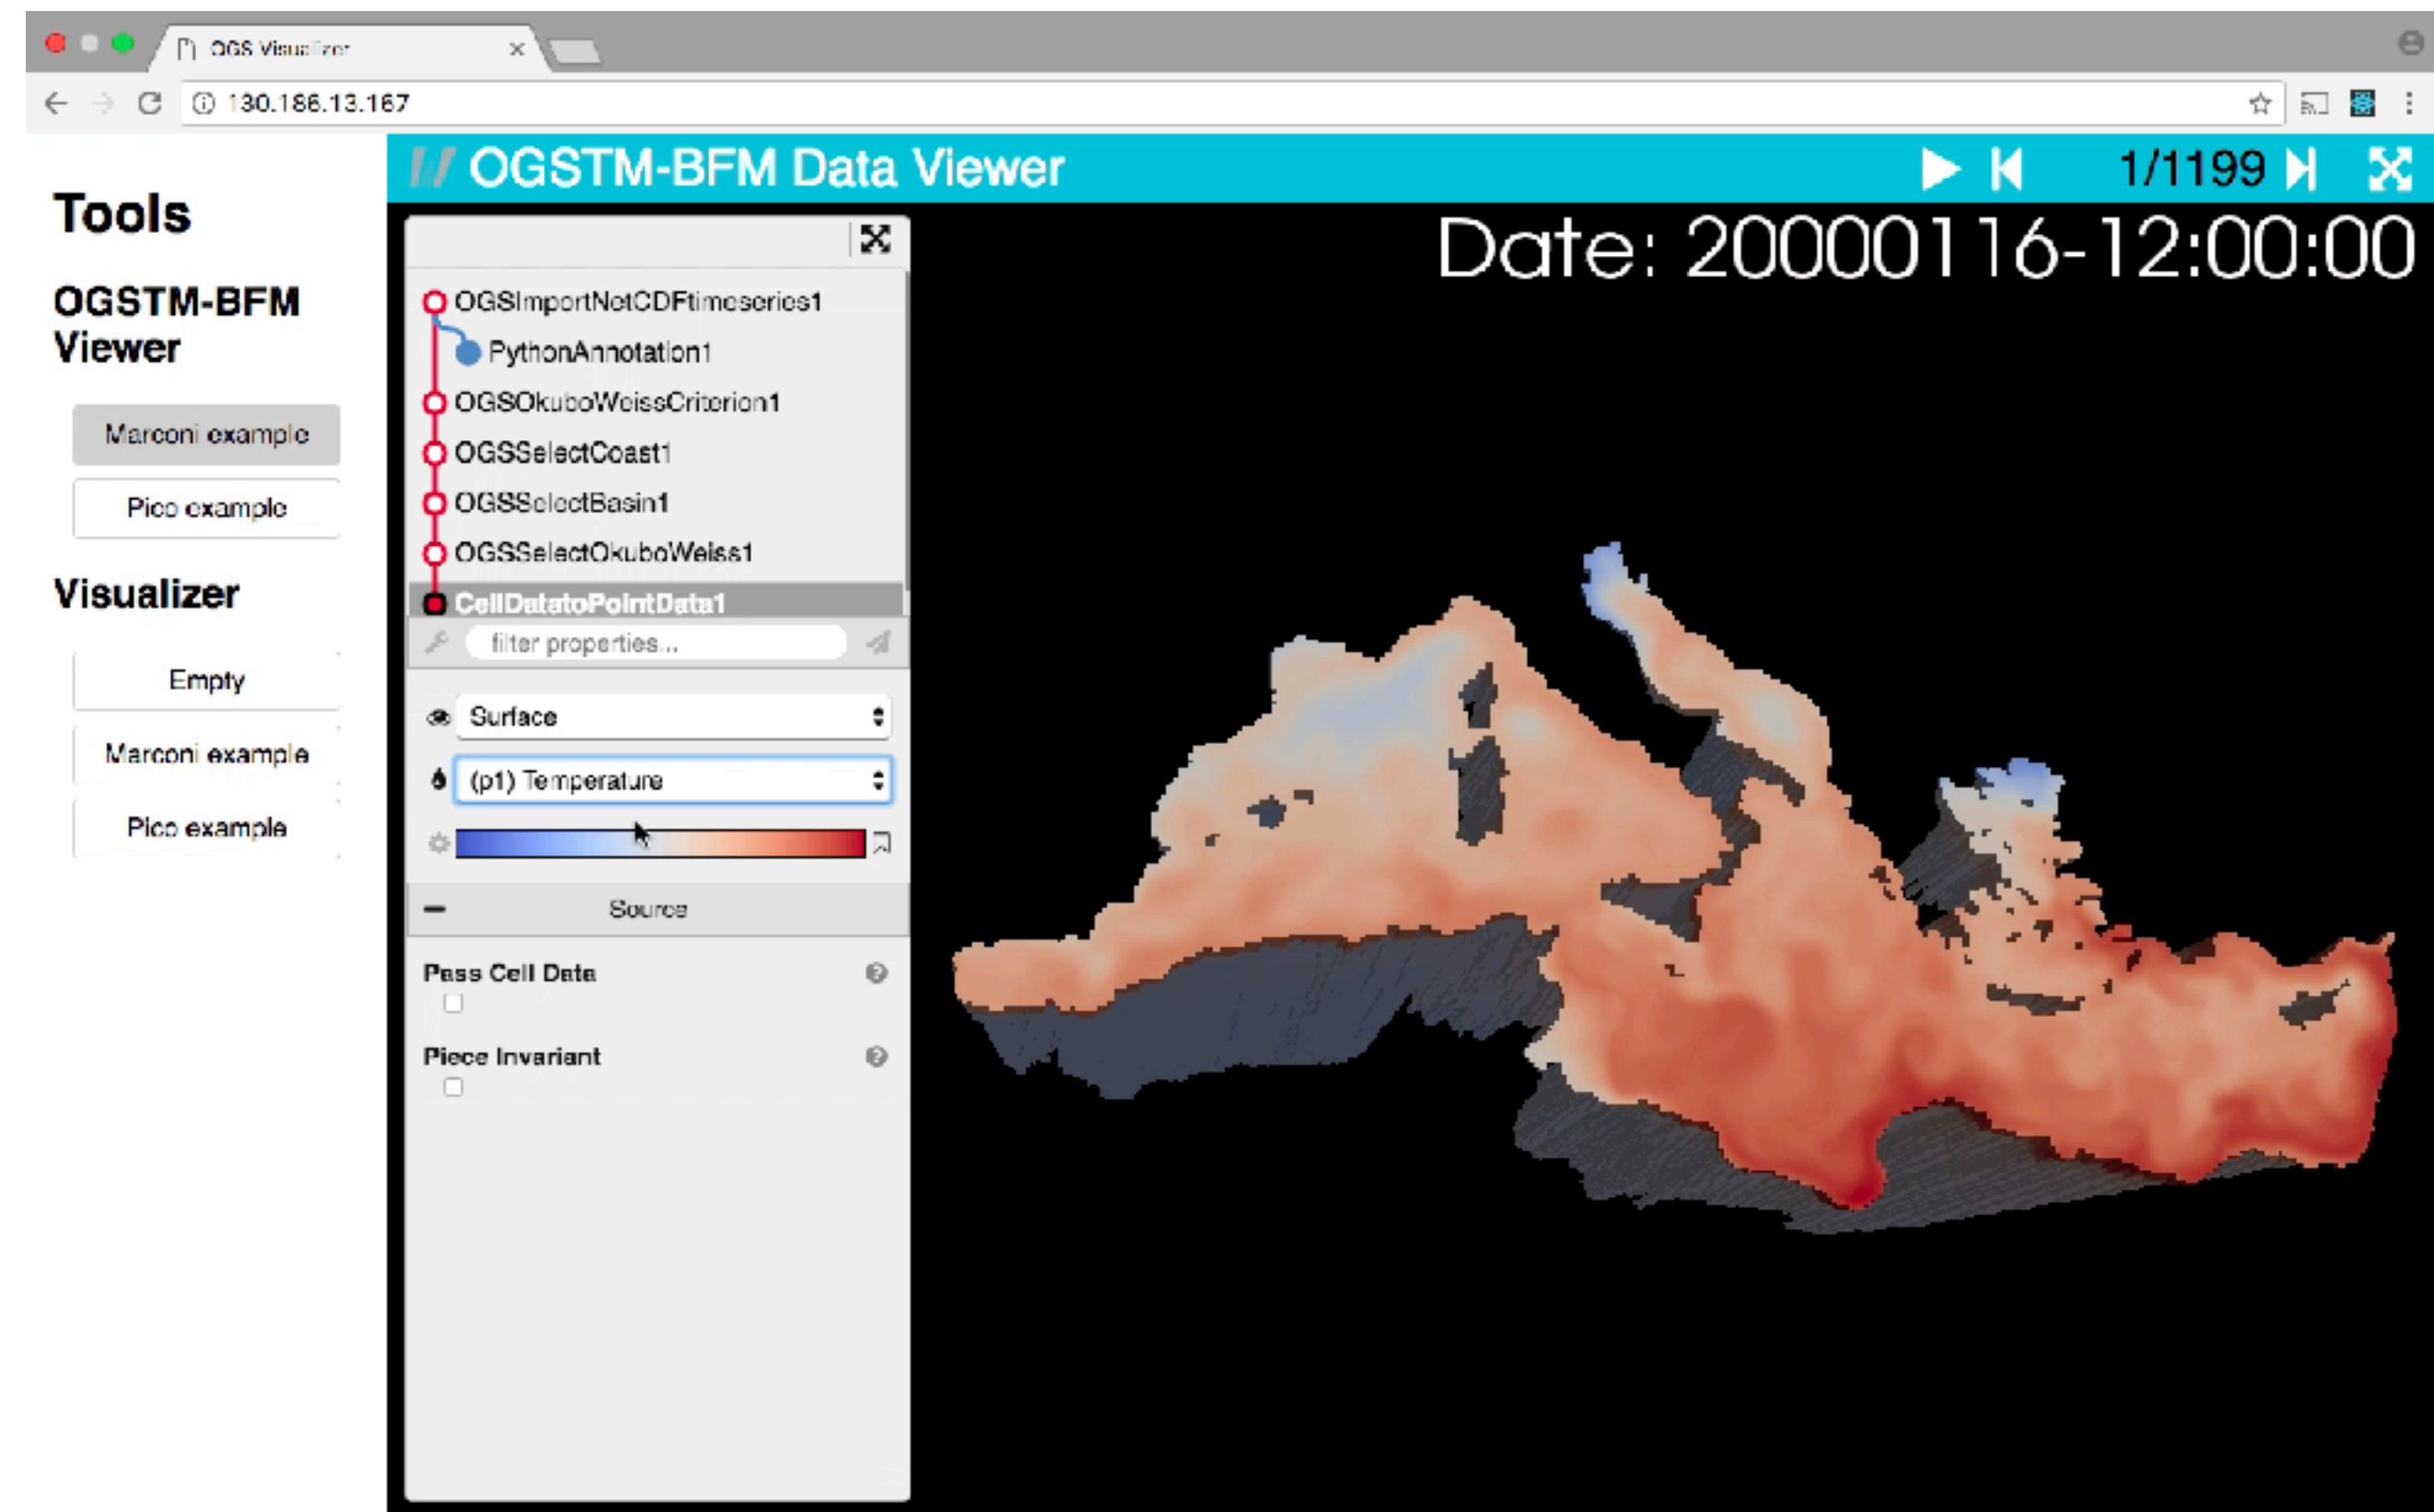 OGS Visualizer
130.186.13.167
OGSTM-BFM Data Viewer
1/1199
Tools
OGSTM-BFM
Viewer
Marconi example
Pico example
Visualizer
Empty
Marconi example
Pico example
OGSImportNetCDFtimeseries1
PythonAnnotation1
OGSOkuboWeissCriterion1
OGSSelectCoast1
OGSSelectBasin1
OGSSelectOkuboWeiss1
CellDatatoPointData1
filter properties...
Surface
(p1) Temperature
Source
Pass Cell Data
Piece Invariant
Date: 20000116-12:00:00